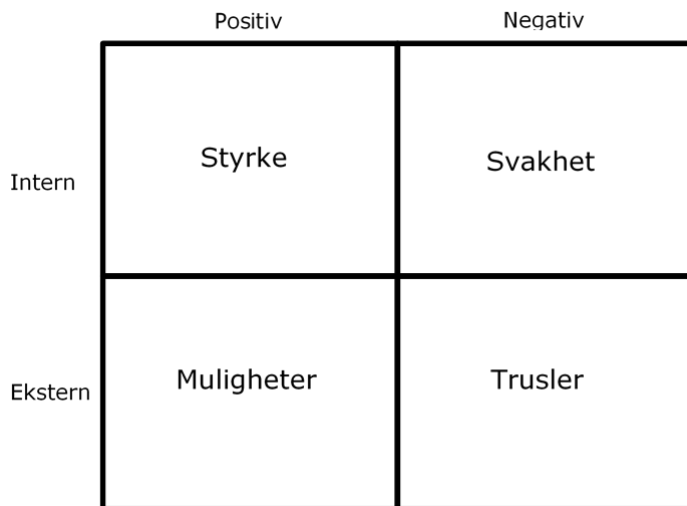 Positiv
Negativ
Intern
Styrke
Svakhet
Ekstern
Muligheter
Trusler